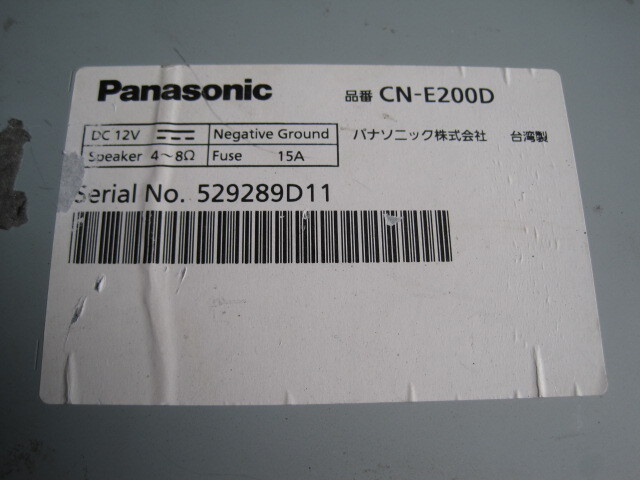 Panasonic 品番 CN-E200D
DC 12V Negative Ground パナソニック株式会社 台湾製
Speaker 4～8Ω Fuse 15A
Serial No. 529289D11